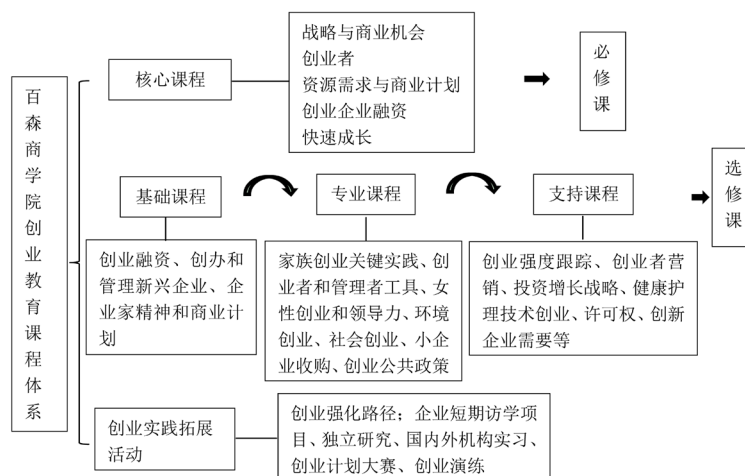 百森商学院创业教育课程体系
核心课程
战略与商业机会
创业者
资源需求与商业计划
创业企业融资
快速成长
必修课
基础课程
专业课程
支持课程
选修课
创业融资、创办和
管理新兴企业、企
业家精神和商业计
划
家族创业关键实践、创
业者和管理者工具、女
性创业和领导力、环境
创业、社会创业、小企
业收购、创业公共政策
创业强度跟踪、创业者营
销、投资增长战略、健康护
理技术创业、许可权、创新
企业需要等
创业实践拓展
活动
创业强化路径；企业短期访学项
目、独立研究、国内外机构实习、
创业计划大赛、创业演练